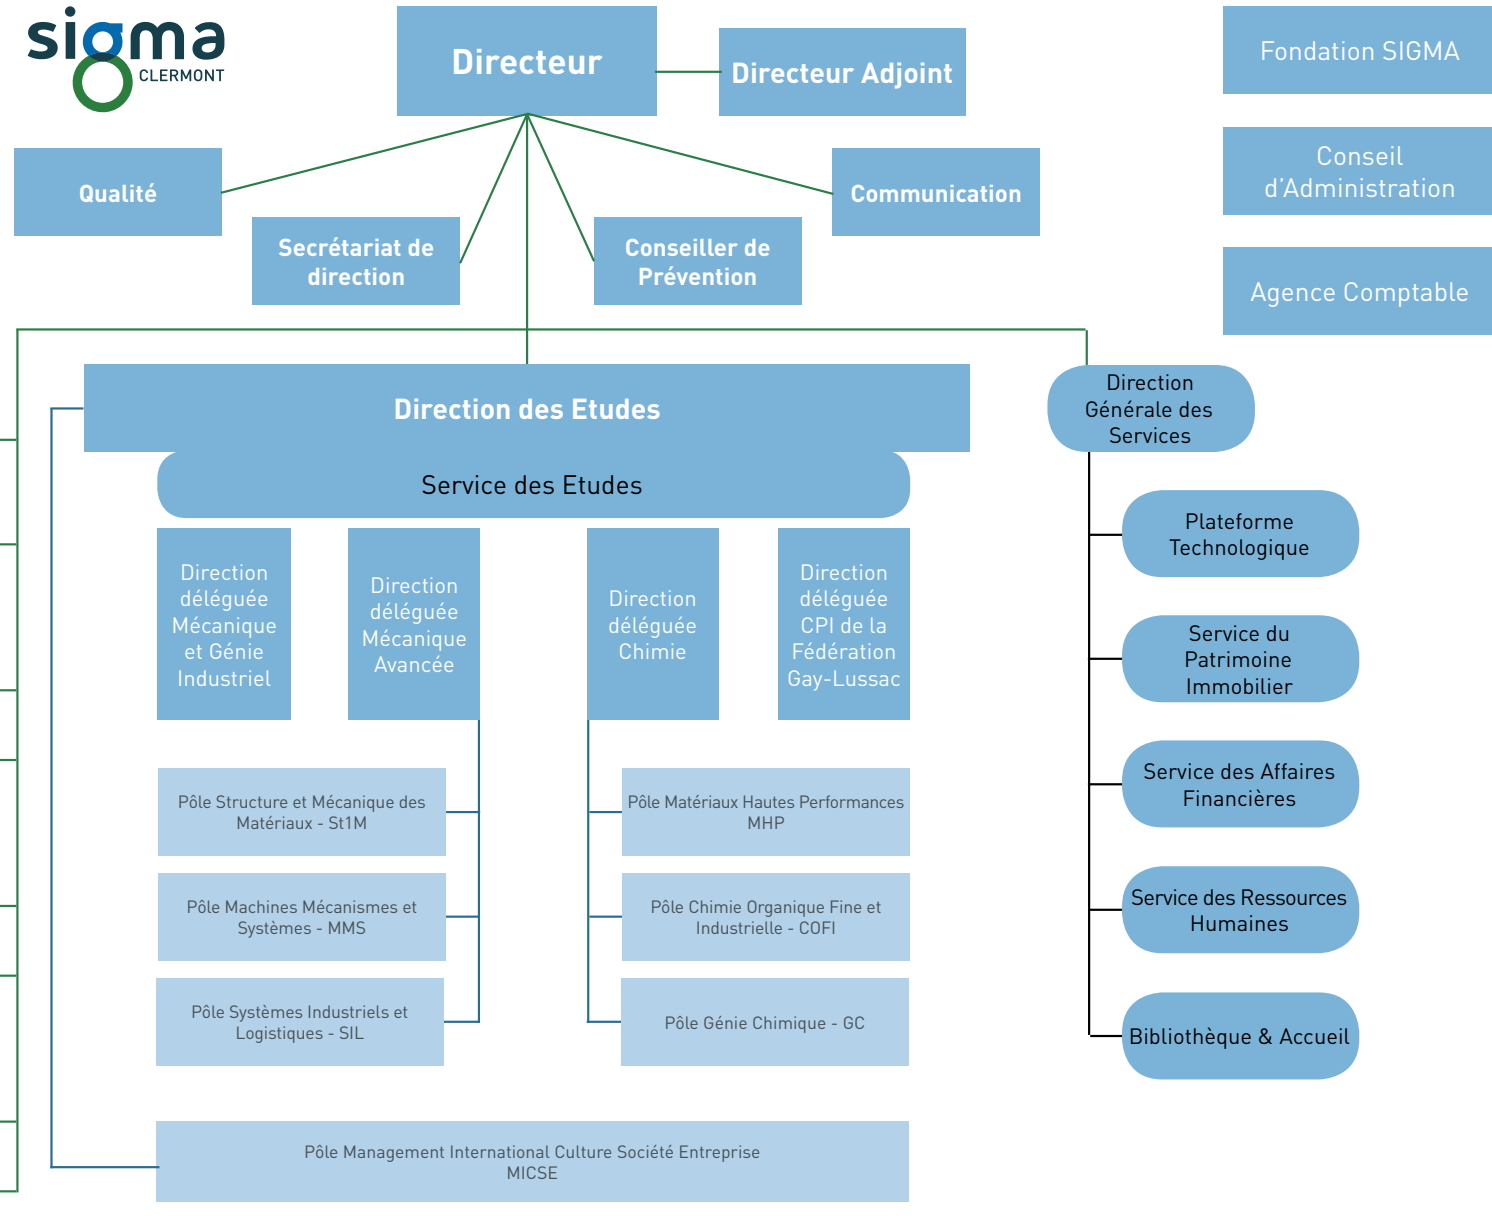 sigma
CLERMONT
Directeur
Directeur Adjoint
Fondation SIGMA
Conseil
d’Administration
Agence Comptable
Qualité
Secrétariat de
direction
Conseiller de
Prévention
Communication
Direction des Etudes
Service des Etudes
Direction
déléguée
Mécanique
et Génie
Industriel
Direction
déléguée
Mécanique
Avancée
Direction
déléguée
Chimie
Direction
déléguée
CPI de la
Fédération
Gay-Lussac
Pôle Structure et Mécanique des
Matériaux - St1M
Pôle Machines Mécanismes et
Systèmes - MMS
Pôle Systèmes Industriels et
Logistiques - SIL
Pôle Matériaux Hautes Performances
MHP
Pôle Chimie Organique Fine et
Industrielle - COFI
Pôle Génie Chimique - GC
Pôle Management International Culture Société Entreprise
MICSE
Direction
Générale des
Services
Plateforme
Technologique
Service du
Patrimoine
Immobilier
Service des Affaires
Financières
Service des Ressources
Humaines
Bibliothèque & Accueil